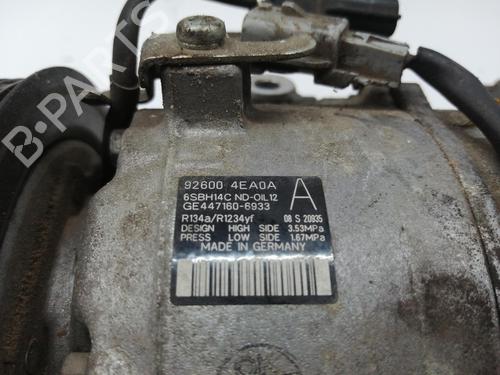 B-PARTS
92600 4EA0A A
6SBH14C ND-OIL12
GE447160-6933
R134a/R1234yf 08 S 20935
DESIGN HIGH SIDE 3.53MPa
PRESS LOW SIDE 1.67MPa
MADE IN GERMANY